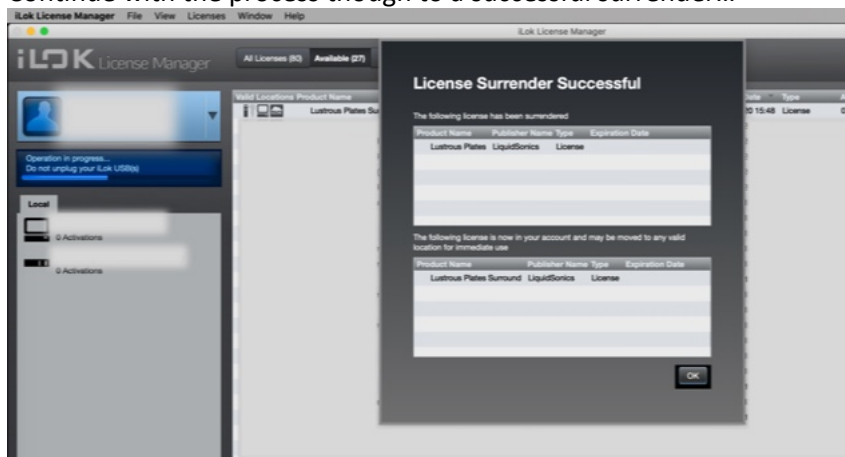 Continue with the process though to a successful surrender...
iLok License Manager File View Licenses Window Help
iLok License Manager
iLOK License Manager
All Licenses (80) Available (27)
License Surrender Successful
Valid Locations Product Name
Type
Lustrous Plates Su
20 15:48 License
The following license has been surrendered
Product Name Publisher Name Type Expiration Date
Lustrous Plates LiquidSonics License
Operation in progress...
Do not unplug your iLok USB(s)
Local
0 Activations
0 Activations
The following license is now in your account and may be moved to any valid
location for immediate use
Product Name Publisher Name Type Expiration Date
Lustrous Plates Surround LiquidSonics License
OK